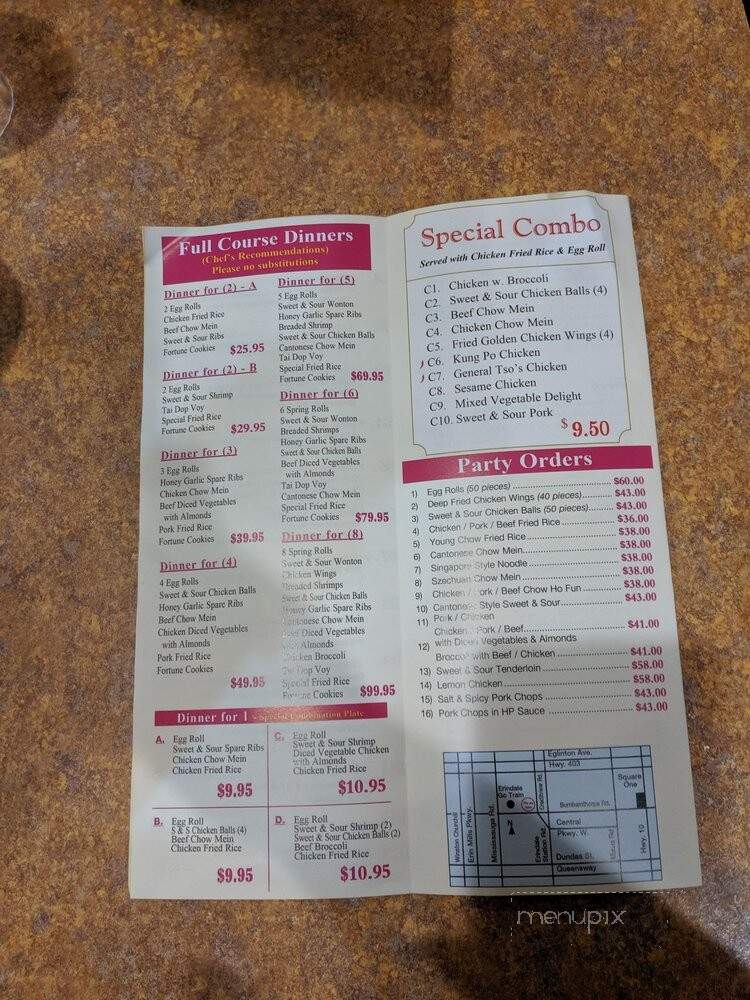 Full Course Dinners
(Chef's Recommendations)
Please no substitutions
Dinner for (2) - A
2 Egg Rolls
Chicken Fried Rice
Beef Chow Mein
Sweet & Sour Ribs
Fortune Cookies $25.95
Dinner for (2) - B
2 Egg Rolls
Sweet & Sour Shrimp
Tai Dop Voy
Special Fried Rice
Fortune Cookies $29.95
Dinner for (3)
3 Egg Rolls
Honey Garlic Spare Ribs
Chicken Chow Mein
Beef Diced Vegetables
with Almonds
Pork Fried Rice
Fortune Cookies $39.95
Dinner for (4)
4 Egg Rolls
Sweet & Sour Chicken Balls
Honey Garlic Spare Ribs
Beef Chow Mein
Chicken Diced Vegetables
with Almonds
Pork Fried Rice
Fortune Cookies
$49.95
Dinner for (5)
5 Egg Rolls
Sweet & Sour Wonton
Honey Garlic Spare Ribs
Breaded Shrimp
Sweet & Sour Chicken Balls
Cantonese Chow Mein
Tai Dop Voy
Special Fried Rice
Fortune Cookies $69.95
Dinner for (6)
6 Spring Rolls
Sweet & Sour Wonton
Breaded Shrimps
Honey Garlic Spare Ribs
Sweet & Sour Chicken Balls
Beef Diced Vegetables
with Almonds
Tai Dop Voy
Cantonese Chow Mein
Special Fried Rice
Fortune Cookies $79.95
Dinner for (8)
8 Spring Rolls
Sweet & Sour Wonton
Chicken Wings
Breaded Shrimps
Sweet & Sour Chicken Balls
Honey Garlic Spare Ribs
Cantonese Chow Mein
Beef Diced Vegetables
with Almonds
Chicken Broccoli
Tai Dop Voy
Special Fried Rice
Fortune Cookies $99.95
Dinner for 1 - Special Combination Plate
A. Egg Roll
Sweet & Sour Spare Ribs
Chicken Chow Mein
Chicken Fried Rice
$9.95
C. Egg Roll
Sweet & Sour Shrimp
Diced Vegetable Chicken
with Almonds
Chicken Fried Rice
$10.95
B. Egg Roll
S & S Chicken Balls (4)
Beef Chow Mein
Chicken Fried Rice
$9.95
D. Egg Roll
Sweet & Sour Shrimp (2)
Sweet & Sour Chicken Balls (2)
Beef Broccoli
Chicken Fried Rice
$10.95
Special Combo
Served with Chicken Fried Rice & Egg Roll
C1. Chicken w. Broccoli
C2. Sweet & Sour Chicken Balls (4)
C3. Beef Chow Mein
C4. Chicken Chow Mein
C5. Fried Golden Chicken Wings (4)
C6. Kung Po Chicken
C7. General Tso's Chicken
C8. Sesame Chicken
C9. Mixed Vegetable Delight
C10. Sweet & Sour Pork
$9.50
Party Orders
1) Egg Rolls (50 pieces) $60.00
2) Deep Fried Chicken Wings (40 pieces) $43.00
3) Sweet & Sour Chicken Balls (50 pieces) $43.00
4) Chicken / Pork / Beef Fried Rice $36.00
5) Young Chow Fried Rice $38.00
6) Cantonese Chow Mein $38.00
7) Singapore Style Noodle $38.00
8) Szechuan Chow Mein $38.00
9) Chicken / Pork / Beef Chow Ho Fun $38.00
10) Cantonese Style Sweet & Sour $43.00
11) Pork / Chicken
Chicken / Pork / Beef $41.00
12) with Diced Vegetables & Almonds
Broccoli with Beef / Chicken $41.00
13) Sweet & Sour Tenderloin $58.00
14) Lemon Chicken $58.00
15) Salt & Spicy Pork Chops $43.00
16) Pork Chops in HP Sauce $43.00
Eglinton Ave.
Hwy. 403
Erindale
Go Train
Square
One
Burnhamthorpe Rd.
Central
Pkwy. W.
Dundas St.
Queensway
N
Winston Churchill
Erin Mills Pkwy.
Mississauga Rd.
Erindale
Station Rd.
Mavis Rd.
Hwy. 10
menupix